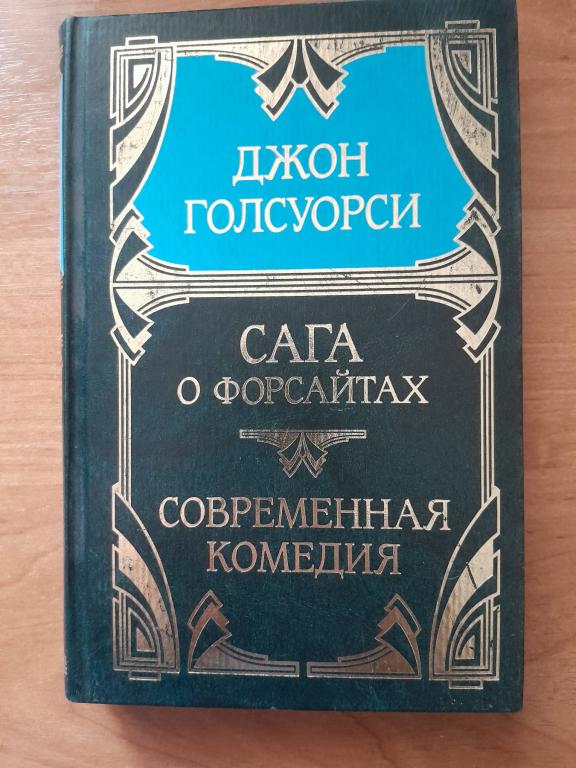 ДЖОН
ГОЛСУОРСИ
САГА
О ФОРСАЙТАХ
СОВРЕМЕННАЯ
КОМЕДИЯ